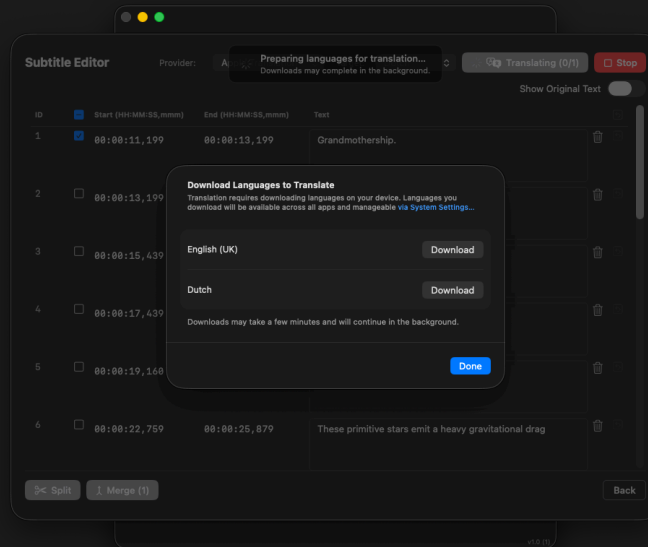 Subtitle Editor
Provider:
Preparing languages for translation...
Downloads may complete in the background.
Translating (0/1)
Stop
Show Original Text
ID Start (HH:MM:SS,mmm) End (HH:MM:SS,mmm) Text
1 00:00:11,199 00:00:13,199 Grandmothership.
2 00:00:13,199
3 00:00:15,439
4 00:00:17,439
5 00:00:19,160
6 00:00:22,759 00:00:25,879 These primitive stars emit a heavy gravitational drag
Download Languages to Translate
Translation requires downloading languages on your device. Languages you
download will be available across all apps and manageable via System Settings...
English (UK) Download
Dutch Download
Downloads may take a few minutes and will continue in the background.
Done
Split
Merge (1)
Back
v1.0 (1)